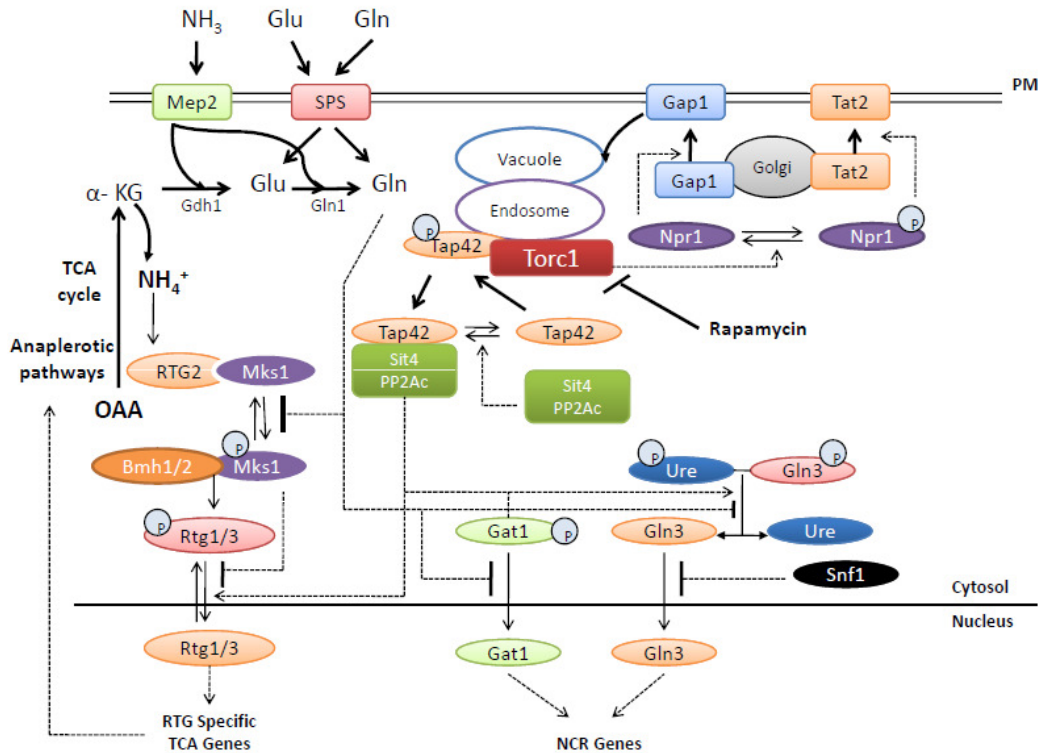 NH3
Glu
Gln
PM
Mep2
SPS
Gap1
Tat2
Vacuole
Golgi
Gap1
Tat2
α- KG
Gdh1
Glu
Gln1
Gln
Endosome
P
Tap42
Torc1
Npr1
Npr1
P
TCA
cycle
NH4+
Rapamycin
Tap42
Tap42
Anaplerotic
pathways
RTG2
Mks1
Sit4
PP2Ac
Sit4
PP2Ac
OAA
Bmh1/2
P
Mks1
P
Ure
Gln3
P
P
Rtg1/3
Gat1
P
Gln3
Ure
Snf1
Cytosol
Nucleus
Rtg1/3
Gat1
Gln3
RTG Specific
TCA Genes
NCR Genes